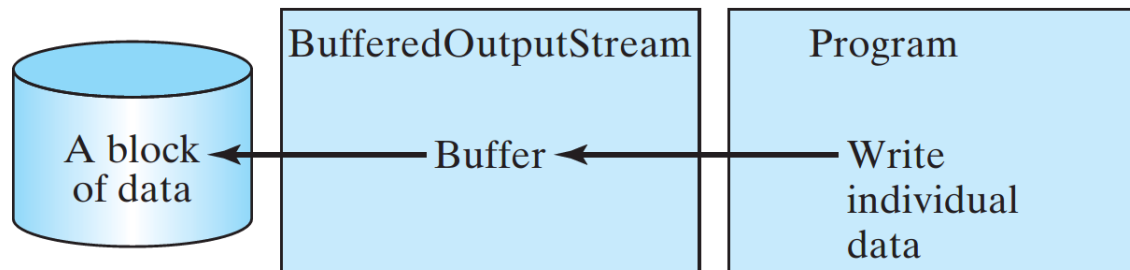 BufferedOutputStream
Program
A block
of data
Buffer
Write
individual
data